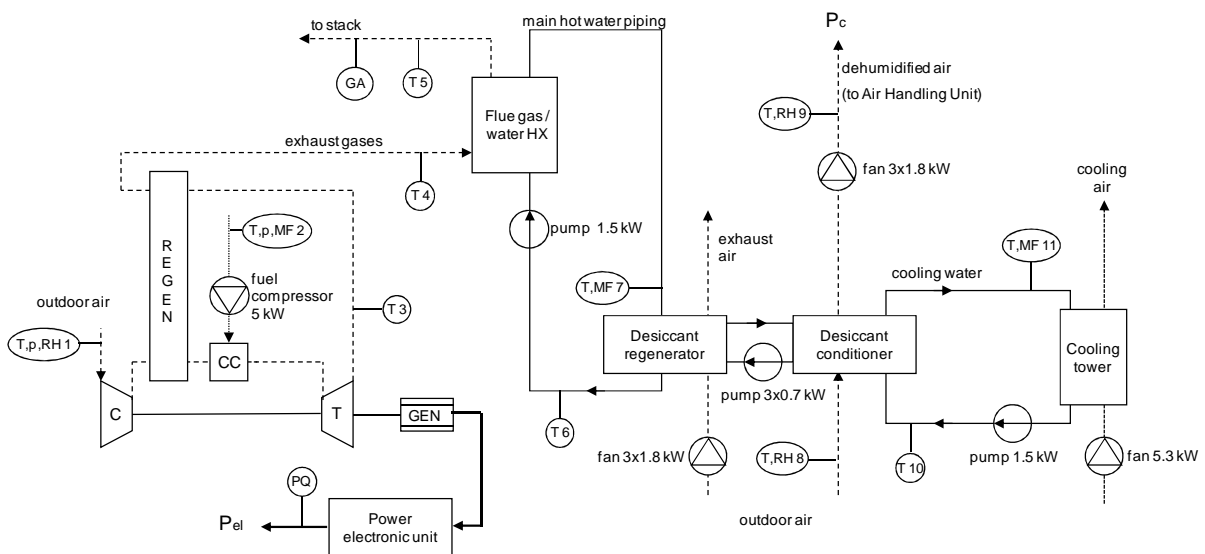 to stack
main hot water piping
Pc
GA
T 5
dehumidified air
(to Air Handling Unit)
T,RH 9
Flue gas /
water HX
exhaust gases
T 4
fan 3x1.8 kW
cooling
air
R
E
G
E
N
T,p,MF 2
pump 1.5 kW
exhaust
air
T,MF 11
fuel
compressor
5 kW
cooling water
outdoor air
T,MF 7
T 3
T,p,RH 1
CC
Desiccant
regenerator
Desiccant
conditioner
Cooling
tower
C
T
GEN
pump 3x0.7 kW
T 6
fan 3x1.8 kW
T,RH 8
T 10
pump 1.5 kW
fan 5.3 kW
PQ
Pel
Power
electronic unit
outdoor air